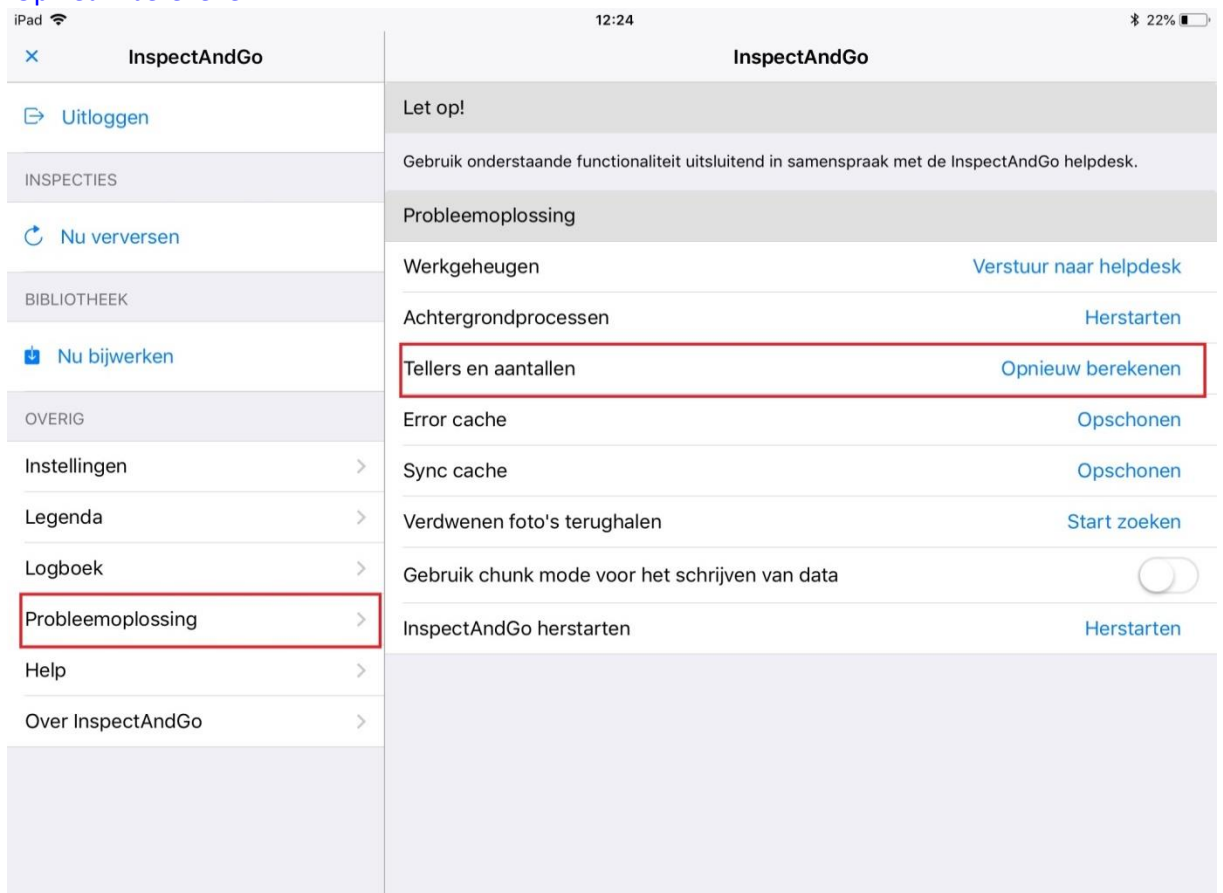 iPad 12:24 22%
× InspectAndGo
Uitloggen
INSPECTIES
Nu verversen
BIBLIOTHEEK
Nu bijwerken
OVERIG
Instellingen
Legenda
Logboek
Probleemoplossing
Help
Over InspectAndGo
InspectAndGo
Let op!
Gebruik onderstaande functionaliteit uitsluitend in samenspraak met de InspectAndGo helpdesk.
Probleemoplossing
Werkgeheugen Verstuur naar helpdesk
Achtergrondprocessen Herstarten
Tellers en aantallen Opnieuw berekenen
Error cache Opschonen
Sync cache Opschonen
Verdwenen foto's terughalen Start zoeken
Gebruik chunk mode voor het schrijven van data
InspectAndGo herstarten Herstarten